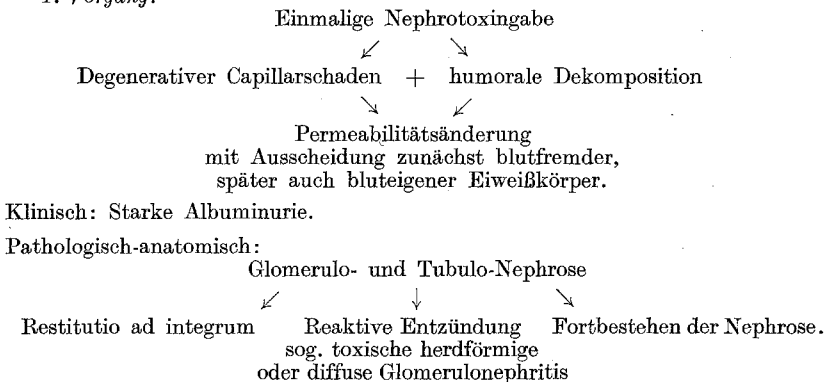 1. Vorgang:
Einmalige Nephrotoxingabe
↙ ↘
Degenerativer Capillarschaden + humorale Dekomposition
↘ ↙
Permeabilitätsänderung
mit Ausscheidung zunächst blutfremder,
später auch bluteigener Eiweißkörper.
Klinisch: Starke Albuminurie.
Pathologisch-anatomisch:
Glomerulo- und Tubulo-Nephrose
↙ ↓ ↘
Restitutio ad integrum Reaktive Entzündung Fortbestehen der Nephrose.
sog. toxische herdförmige
oder diffuse Glomerulonephritis